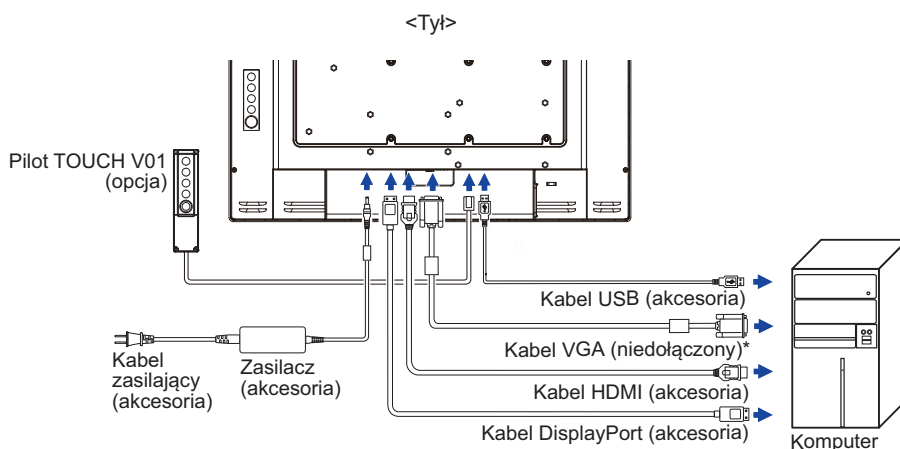 <Tył>
Pilot TOUCH V01
(opcja)
Kabel USB (akcesoria)
Kabel VGA (niedołączony)*
Kabel
zasilający
(akcesoria)
Zasilacz
(akcesoria)
Kabel HDMI (akcesoria)
Kabel DisplayPort (akcesoria)
Komputer